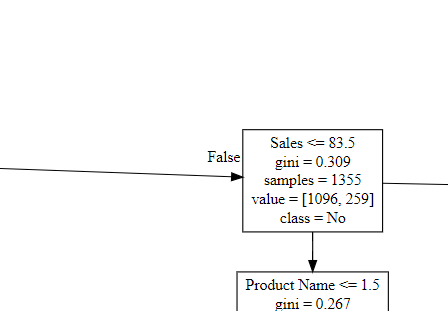 False
Sales <= 83.5
gini = 0.309
samples = 1355
value = [1096, 259]
class = No
Product Name <= 1.5
gini = 0.267